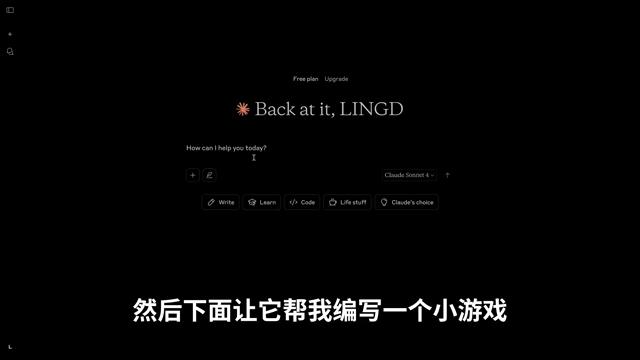 Free plan Upgrade
Back at it, LINGD
How can I help you today?
Claude Sonnet 4
Write Learn Code Life stuff Claude's choice
然后下面让它帮我编写一个小游戏
L